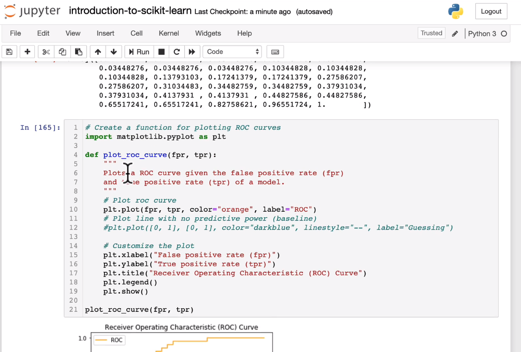 jupyter introduction-to-scikit-learn Last Checkpoint: a minute ago (autosaved)
Logout
File Edit View Insert Cell Kernel Widgets Help
Trusted Python 3
Run Code
0.03448276, 0.03448276, 0.03448276, 0.10344828, 0.10344828,
0.10344828, 0.13793103, 0.17241379, 0.17241379, 0.27586207,
0.27586207, 0.31034483, 0.34482759, 0.34482759, 0.37931034,
0.37931034, 0.4137931 , 0.4137931 , 0.44827586, 0.44827586,
0.65517241, 0.65517241, 0.82758621, 0.96551724, 1. ])
In [165]:
1 # Create a function for plotting ROC curves
2 import matplotlib.pyplot as plt
3
4 def plot_roc_curve(fpr, tpr):
5 """
6 Plots a ROC curve given the false positive rate (fpr)
7 and true positive rate (tpr) of a model.
8 """
9 # Plot roc curve
10 plt.plot(fpr, tpr, color="orange", label="ROC")
11 # Plot line with no predictive power (baseline)
12 #plt.plot([0, 1], [0, 1], color="darkblue", linestyle="--", label="Guessing")
13
14 # Customize the plot
15 plt.xlabel("False positive rate (fpr)")
16 plt.ylabel("True positive rate (tpr)")
17 plt.title("Receiver Operating Characteristic (ROC) Curve")
18 plt.legend()
19 plt.show()
20
21 plot_roc_curve(fpr, tpr)
Receiver Operating Characteristic (ROC) Curve
1.0
ROC